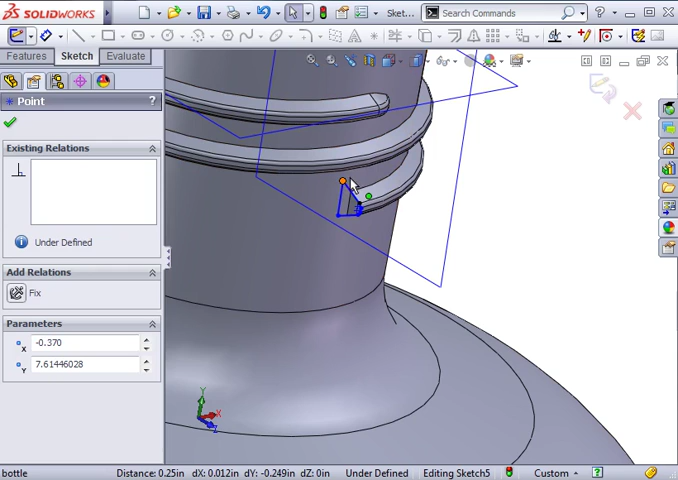 SOLIDWORKS
Sket...
Search Commands
Features
Sketch
Evaluate
Point
?
Existing Relations
Under Defined
Add Relations
Fix
Parameters
X -0.370
Y 7.61446028
Y
X
Z
bottle
Distance: 0.25in dX: 0.012in dY: -0.249in dZ: 0in Under Defined Editing Sketch5 Custom ?